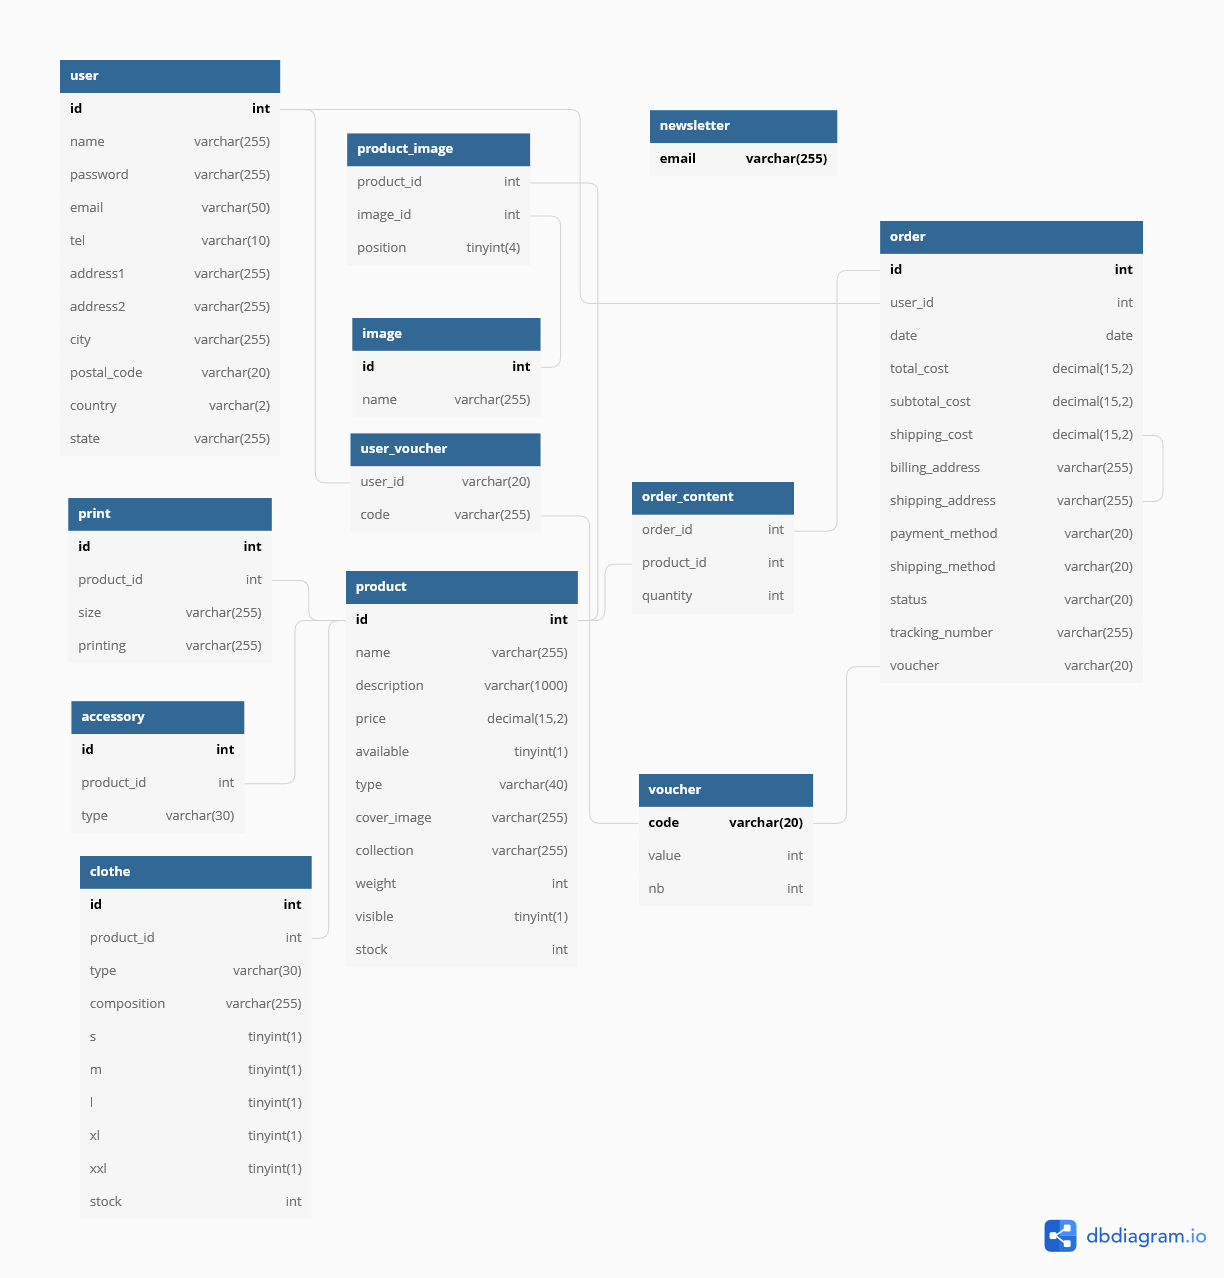 user
id int
name varchar(255)
password varchar(255)
email varchar(50)
tel varchar(10)
address1 varchar(255)
address2 varchar(255)
city varchar(255)
postal_code varchar(20)
country varchar(2)
state varchar(255)
product_image
product_id int
image_id int
position tinyint(4)
newsletter
email varchar(255)
order
id int
user_id int
date date
total_cost decimal(15,2)
subtotal_cost decimal(15,2)
shipping_cost decimal(15,2)
billing_address varchar(255)
shipping_address varchar(255)
payment_method varchar(20)
shipping_method varchar(20)
status varchar(20)
tracking_number varchar(255)
voucher varchar(20)
image
id int
name varchar(255)
user_voucher
user_id varchar(20)
code varchar(255)
order_content
order_id int
product_id int
quantity int
print
id int
product_id int
size varchar(255)
printing varchar(255)
product
id int
name varchar(255)
description varchar(1000)
price decimal(15,2)
available tinyint(1)
type varchar(40)
cover_image varchar(255)
collection varchar(255)
weight int
visible tinyint(1)
stock int
accessory
id int
product_id int
type varchar(30)
voucher
code varchar(20)
value int
nb int
clothe
id int
product_id int
type varchar(30)
composition varchar(255)
s tinyint(1)
m tinyint(1)
l tinyint(1)
xl tinyint(1)
xxl tinyint(1)
stock int
dbdiagram.io